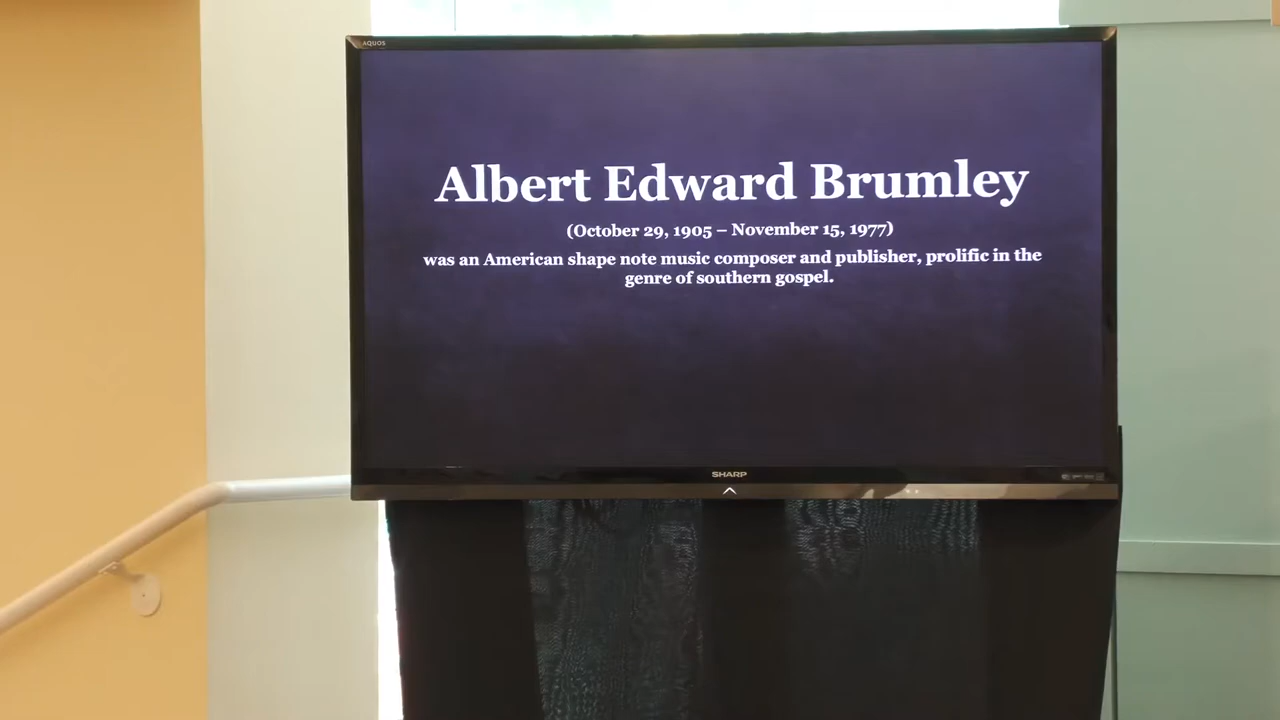 AQUOS
Albert Edward Brumley
(October 29, 1905 – November 15, 1977)
was an American shape note music composer and publisher, prolific in the
genre of southern gospel.
SHARP